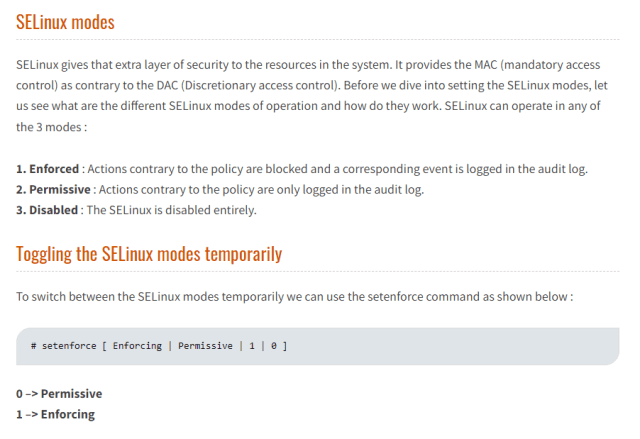 SELinux modes
SELinux gives that extra layer of security to the resources in the system. It provides the MAC (mandatory access
control) as contrary to the DAC (Discretionary access control). Before we dive into setting the SELinux modes, let
us see what are the different SELinux modes of operation and how do they work. SELinux can operate in any of
the 3 modes :
1. Enforced : Actions contrary to the policy are blocked and a corresponding event is logged in the audit log.
2. Permissive : Actions contrary to the policy are only logged in the audit log.
3. Disabled : The SELinux is disabled entirely.
Toggling the SELinux modes temporarily
To switch between the SELinux modes temporarily we can use the setenforce command as shown below :
# setenforce [ Enforcing | Permissive | 1 | 0 ]
0 –> Permissive
1 –> Enforcing